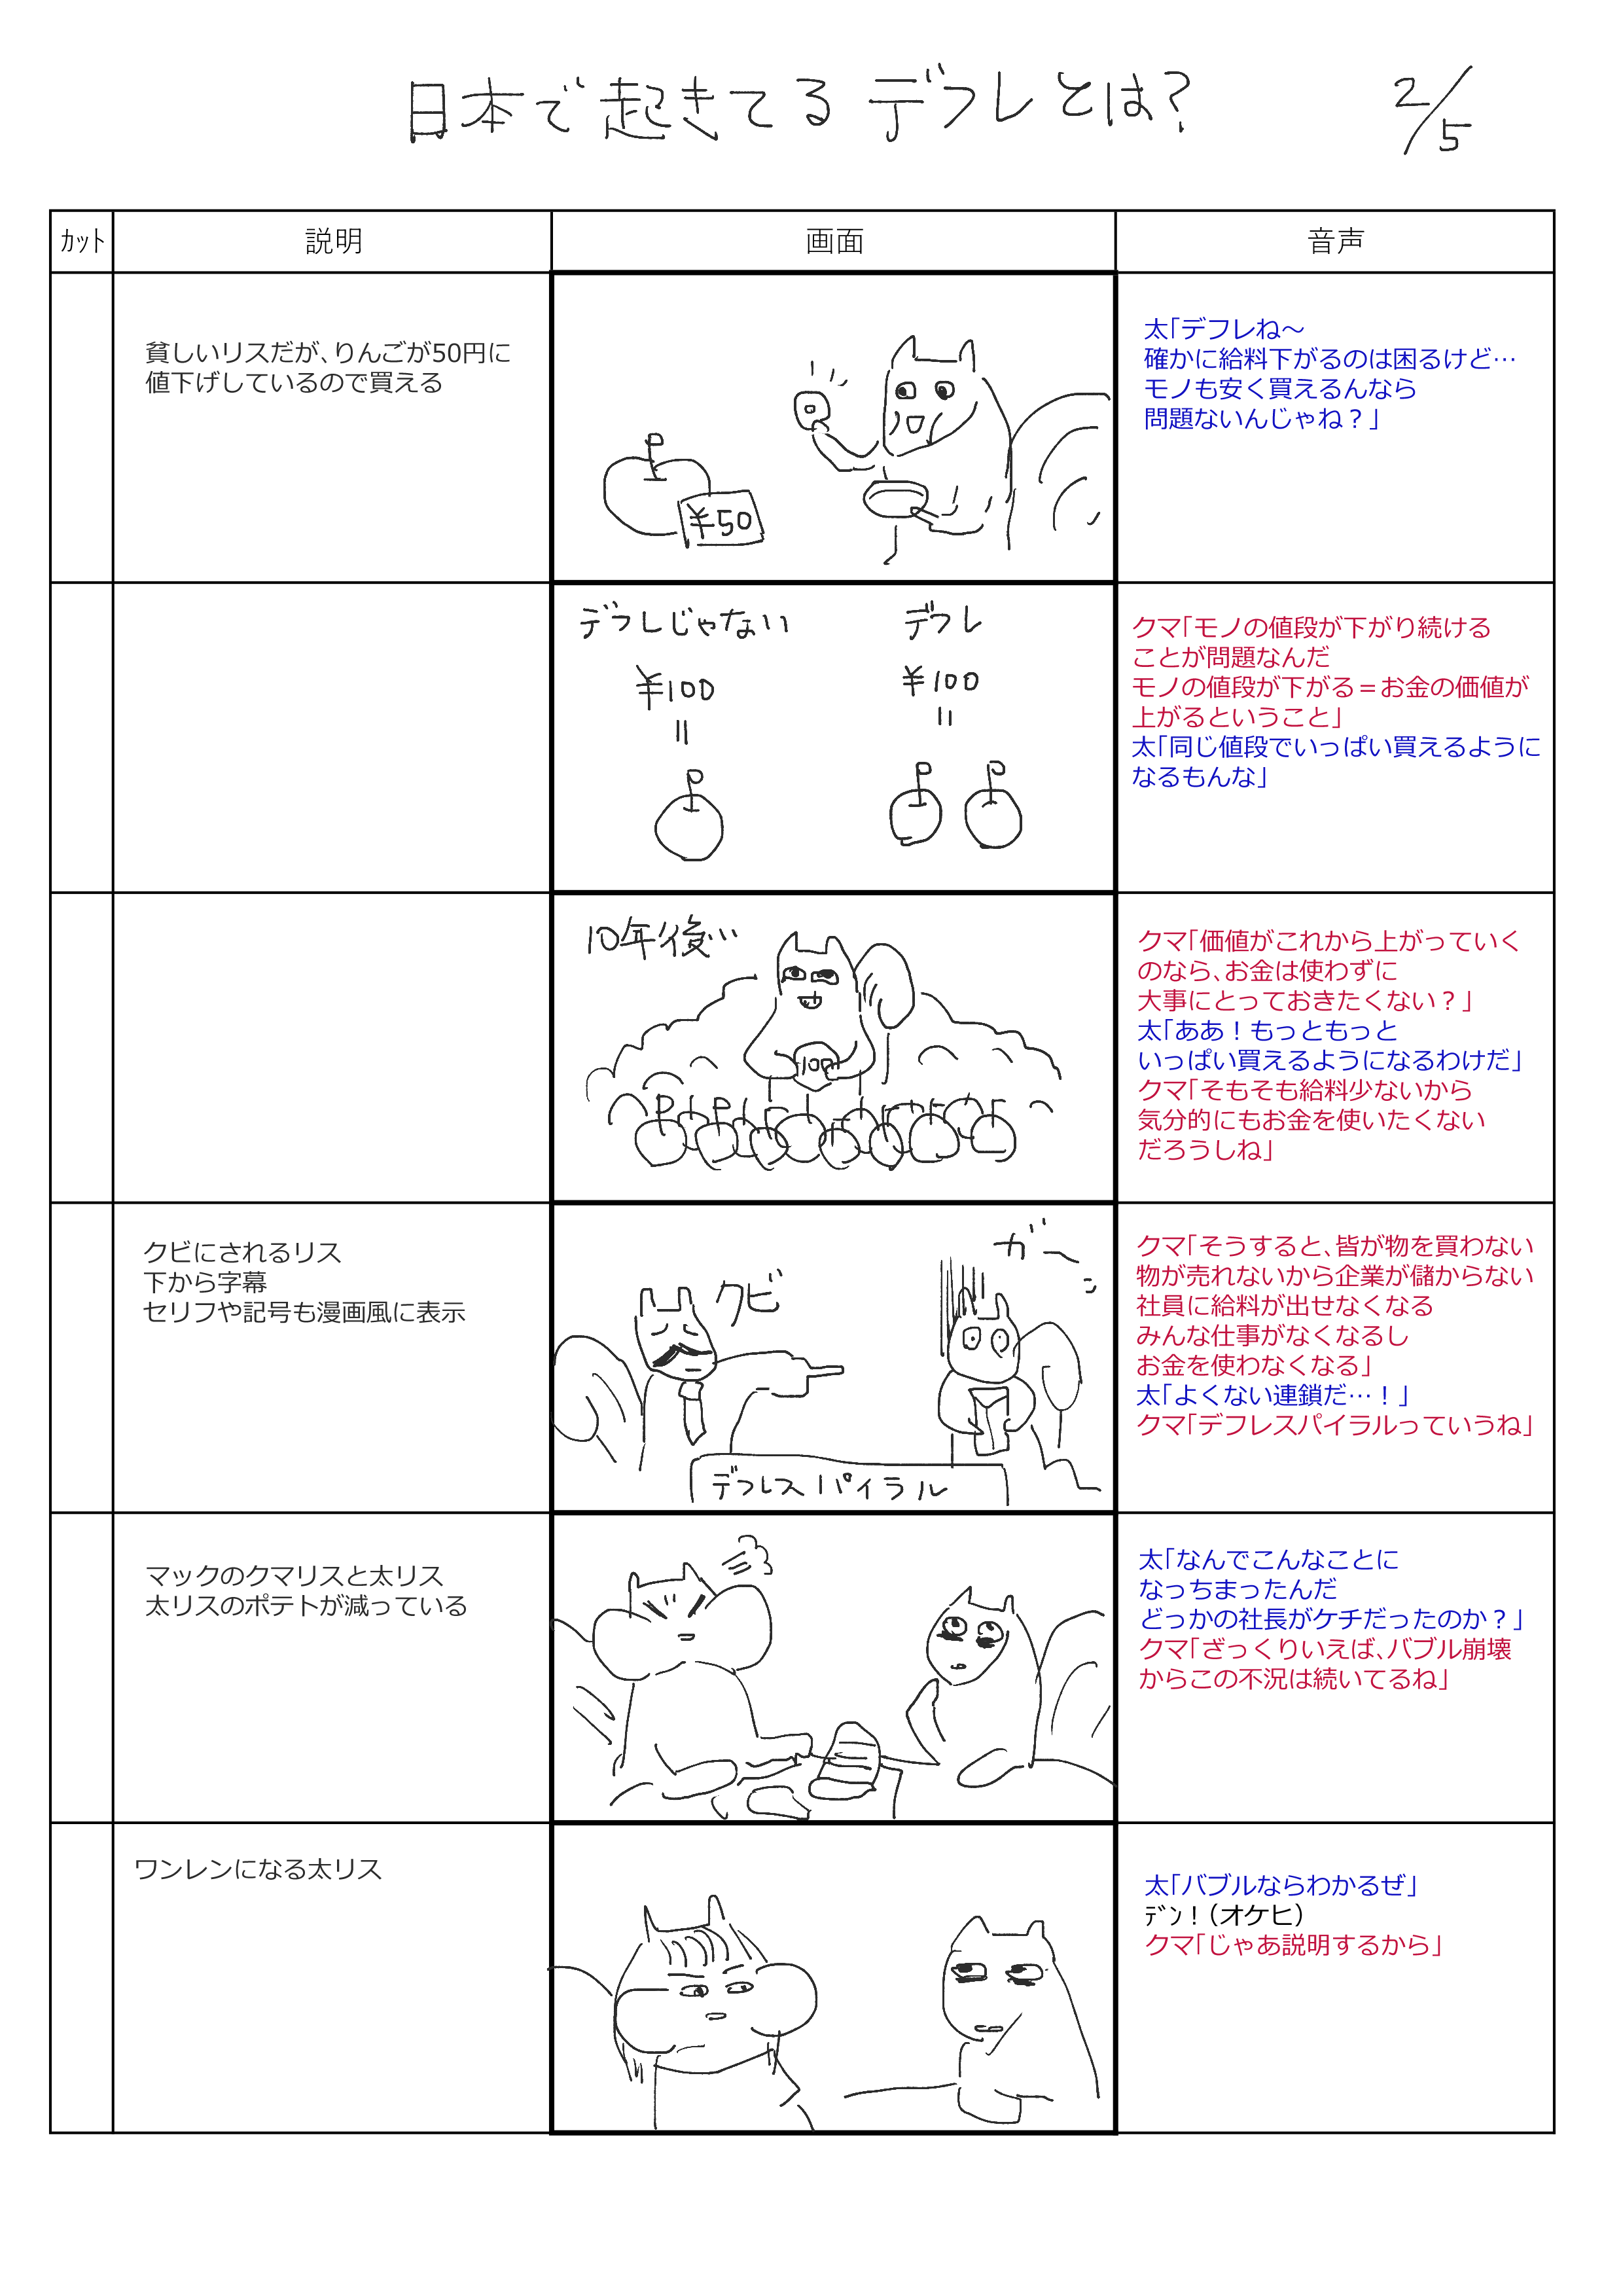 日本で起きてるデフレとは?
2/5
ｶｯﾄ
説明
画面
音声
貧しいリスだが、りんごが50円に
値下げしているので買える
¥50
太「デフレね～
確かに給料下がるのは困るけど…
モノも安く買えるんなら
問題ないんじゃね？」
デフレじゃない
¥100
=
デフレ
¥100
=
クマ「モノの値段が下がり続ける
ことが問題なんだ
モノの値段が下がる＝お金の価値が
上がるということ」
太「同じ値段でいっぱい買えるように
なるもんな」
10年後…
100
クマ「価値がこれから上がっていく
のなら、お金は使わずに
大事にとっておきたくない？」
太「ああ！もっともっと
いっぱい買えるようになるわけだ」
クマ「そもそも給料少ないから
気分的にもお金を使いたくない
だろうしね」
クビにされるリス
下から字幕
セリフや記号も漫画風に表示
クビ
ガーン
デフレスパイラル
クマ「そうすると、皆が物を買わない
物が売れないから企業が儲からない
社員に給料が出せなくなる
みんな仕事がなくなるし
お金を使わなくなる」
太「よくない連鎖だ…！」
クマ「デフレスパイラルっていうね」
マックのクマリスと太リス
太リスのポテトが減っている
太「なんでこんなことに
なっちまったんだ
どっかの社長がケチだったのか？」
クマ「ざっくりいえば、バブル崩壊
からこの不況は続いてるね」
ワンレンになる太リス
太「バブルならわかるぜ」
ﾃﾞﾝ！（オケヒ）
クマ「じゃあ説明するから」